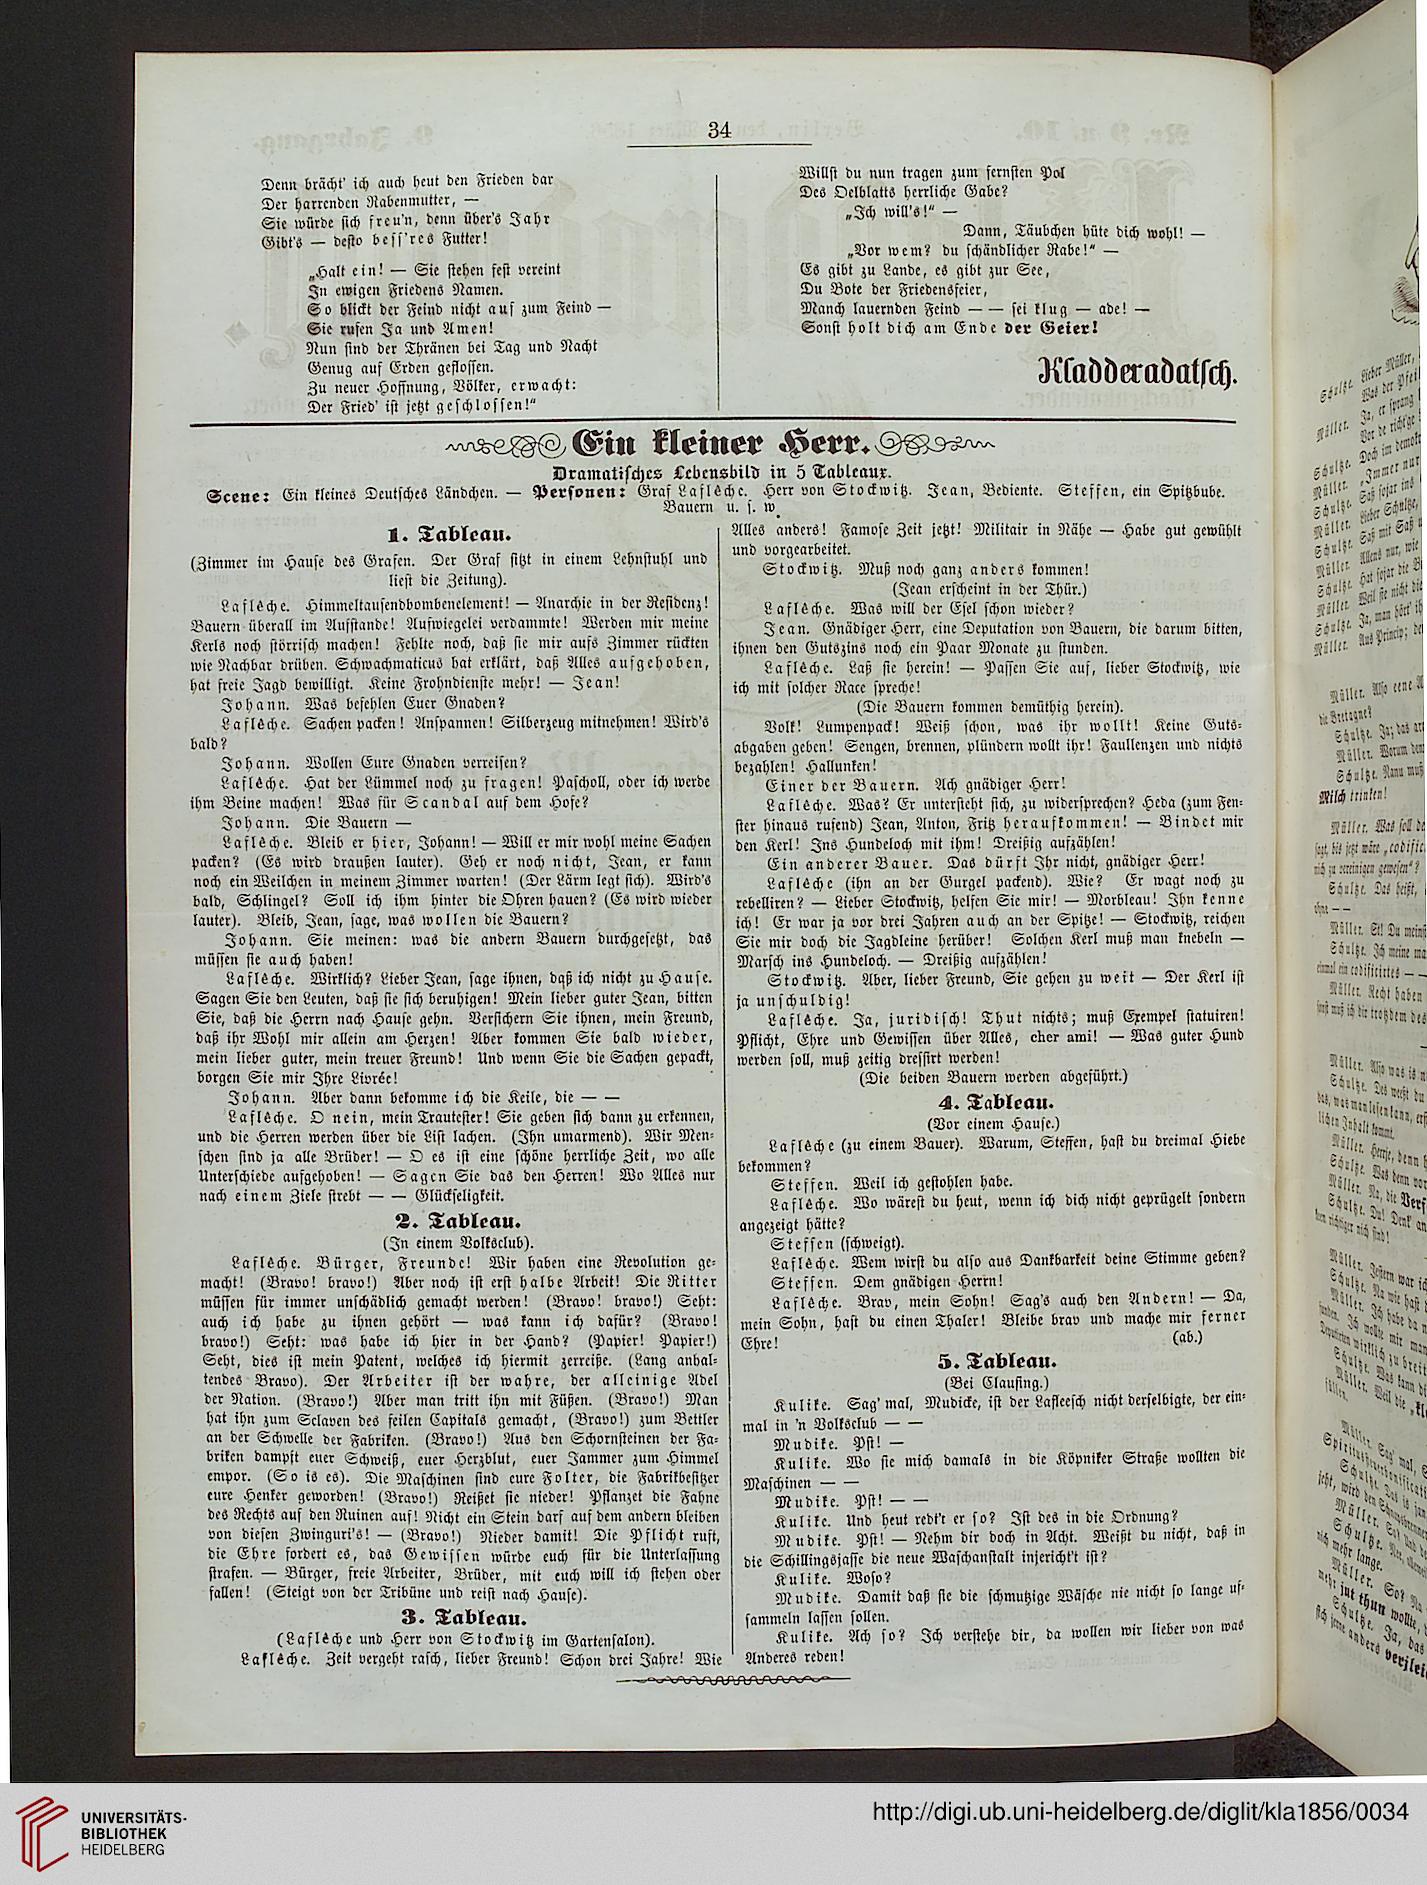 34
Denn brächt' ich auch heut den Frieden dar
Der harrenden Rabenmutter, —
Sie würde sich freu'n, denn über's Jahr
Gibt's — desto bess'res Futter!
„Halt ein! — Sie stehen fest vereint
In ewigen Friedens Namen.
So blickt der Feind nicht auf zum Feind —
Sie rufen Ja und Amen!
Nun sind der Thränen bei Tag und Nacht
Genug auf Erden geflossen.
Zu neuer Hoffnung, Völker, erwacht:
Der Fried' ist jetzt geschlossen!"
Willst du nun tragen zum fernsten Pol
Des Oelblatts herrliche Gabe?
„Ich will's!" —
Dann, Täubchen hüte dich wohl! —
„Vor wem? du schändlicher Rabe!" —
Es gibt zu Lande, es gibt zur See,
Du Bote der Friedensfeier,
Manch lauernden Feind — — sei klug — ade! —
Sonst holt dich am Ende der Geier!
Kladderadatsch.
Ein kleiner Herr.
Dramatisches Lebensbild in 5 Tableaux.
Scene: Ein kleines Deutsches Ländchen. — Personen: Graf Laflèche. Herr von Stockwitz. Jean, Bediente. Steffen, ein Spitzbube.
Bauern u. s. w.
1. Tableau.
(Zimmer im Hause des Grafen. Der Graf sitzt in einem Lehnstuhl und
liest die Zeitung).
Laflèche. Himmeltausendbombenelement! — Anarchie in der Residenz!
Bauern überall im Aufstande! Aufwiegelei verdammte! Werden mir meine
Kerls noch störrisch machen! Fehlte noch, daß sie mir aufs Zimmer rückten
wie Nachbar drüben. Schwachmaticus hat erklärt, daß Alles aufgehoben,
hat freie Jagd bewilligt. Keine Frohndienste mehr! — Jean!
Johann. Was befehlen Euer Gnaden?
Laflèche. Sachen packen! Anspannen! Silberzeug mitnehmen! Wird's
bald?
Johann. Wollen Eure Gnaden verreisen?
Laflèche. Hat der Lümmel noch zu fragen! Pascholl, oder ich werde
ihm Beine machen! Was für Scandal auf dem Hofe?
Johann. Die Bauern —
Laflèche. Bleib er hier, Johann! — Will er mir wohl meine Sachen
packen? (Es wird draußen lauter). Geh er noch nicht, Jean, er kann
noch ein Weilchen in meinem Zimmer warten! (Der Lärm legt sich). Wird's
bald, Schlingel? Soll ich ihm hinter die Ohren hauen? (Es wird wieder
lauter). Bleib, Jean, sage, was wollen die Bauern?
Johann. Sie meinen: was die andern Bauern durchgesetzt, das
müssen sie auch haben!
Laflèche. Wirklich? Lieber Jean, sage ihnen, daß ich nicht zu Hause.
Sagen Sie den Leuten, daß sie sich beruhigen! Mein lieber guter Jean, bitten
Sie, daß die Herrn nach Hause gehn. Versichern Sie ihnen, mein Freund,
daß ihr Wohl mir allein am Herzen! Aber kommen Sie bald wieder,
mein lieber guter, mein treuer Freund! Und wenn Sie die Sachen gepackt,
borgen Sie mir Ihre Livrée!
Johann. Aber dann bekomme ich die Keile, die — —
Laflèche. O nein, mein Trautester! Sie geben sich dann zu erkennen,
und die Herren werden über die List lachen. (Ihn umarmend). Wir Men-
schen sind ja alle Brüder! — O es ist eine schöne herrliche Zeit, wo alle
Unterschiede aufgehoben! — Sagen Sie das den Herren! Wo Alles nur
nach einem Ziele strebt — — Glückseligkeit.
2. Tableau.
(In einem Volksclub).
Laflèche. Bürger, Freunde! Wir haben eine Revolution ge-
macht! (Bravo! bravo!) Aber noch ist erst halbe Arbeit! Die Ritter
müssen für immer unschädlich gemacht werden! (Bravo! bravo!) Seht:
auch ich habe zu ihnen gehört — was kann ich dafür? (Bravo!
bravo!) Seht: was habe ich hier in der Hand? (Papier! Papier!)
Seht, dies ist mein Patent, welches ich hiermit zerreiße. (Lang anhal-
tendes Bravo). Der Arbeiter ist der wahre, der alleinige Adel
der Nation. (Bravo!) Aber man tritt ihn mit Füßen. (Bravo!) Man
hat ihn zum Sclaven des feilen Capitals gemacht, (Bravo!) zum Bettler
an der Schwelle der Fabriken. (Bravo!) Aus den Schornsteinen der Fa-
briken dampft euer Schweiß, euer Herzblut, euer Jammer zum Himmel
empor. (So is es). Die Maschinen sind eure Folter, die Fabrikbesitzer
eure Henker geworden! (Bravo!) Reißet sie nieder! Pflanzet die Fahne
des Rechts auf den Ruinen auf! Nicht ein Stein darf auf dem andern bleiben
von diesen Zwinguri's! — (Bravo!) Nieder damit! Die Pflicht ruft,
die Ehre fordert es, das Gewissen würde euch für die Unterlassung
strafen. — Bürger, freie Arbeiter, Brüder, mit euch will ich stehen oder
fallen! (Steigt von der Tribüne und reist nach Hause).
3. Tableau.
(Laflèche und Herr von Stockwitz im Gartensalon).
Laflèche. Zeit vergeht rasch, lieber Freund! Schon drei Jahre! Wie
Alles anders! Famose Zeit jetzt! Militair in Nähe — Habe gut gewühlt
und vorgearbeitet.
Stockwitz. Muß noch ganz anders kommen!
(Jean erscheint in der Thür.)
Laflèche. Was will der Esel schon wieder?
Jean. Gnädiger Herr, eine Deputation von Bauern, die darum bitten,
ihnen den Gutszins noch ein Paar Monate zu stunden.
Laflèche. Laß sie herein! — Passen Sie auf, lieber Stockwitz, wie
ich mit solcher Race spreche!
(Die Bauern kommen demüthig herein).
Volk! Lumpenpack! Weiß schon, was ihr wollt! Keine Guts-
abgaben geben! Sengen, brennen, plündern wollt ihr! Faullenzen und nichts
bezahlen! Hallunken!
Einer der Bauern. Ach gnädiger Herr!
Laflèche. Was? Er untersteht sich, zu widersprechen? Heda (zum Fen-
ster hinaus rufend) Jean, Anton, Fritz heraufkommen! — Bindet mir
den Kerl! Ins Hundeloch mit ihm! Dreißig aufzählen!
Ein anderer Bauer. Das dürft Ihr nicht, gnädiger Herr!
Laflèche (ihn an der Gurgel packend). Wie? Er wagt noch zu
rebelliren? — Lieber Stockwitz, helfen Sie mir! — Morbleau! Ihn kenne
ich! Er war ja vor drei Jahren auch an der Spitze! — Stockwitz, reichen
Sie mir doch die Jagdleine herüber! Solchen Kerl muß man knebeln —
Marsch ins Hundeloch. — Dreißig aufzählen!
Stockwitz. Aber, lieber Freund, Sie gehen zu weit — Der Kerl ist
ja unschuldig!
Laflèche. Ja, juridisch! Thut nichts; muß Exempel statuiren!
Pflicht, Ehre und Gewissen über Alles, cher ami! — Was guter Hund
werden soll, muß zeitig dressirt werden!
(Die beiden Bauern werden abgeführt.)
4. Tableau.
(Vor einem Hause.)
Laflèche (zu einem Bauer). Warum, Steffen, hast du dreimal Hiebe
bekommen?
Steffen. Weil ich gestohlen habe.
Laflèche. Wo wärest du heut, wenn ich dich nicht geprügelt sondern
angezeigt hätte?
Steffen (schweigt).
Laflèche. Wem wirst du also aus Dankbarkeit deine Stimme geben?
Steffen. Dem gnädigen Herrn!
Laflèche. Brav, mein Sohn! Sag's auch den Andern! — Da,
mein Sohn, hast du einen Thaler! Bleibe brav und mache mir ferner
Ehre! (ab.)
5. Tableau.
(Bei Clausing.)
Kulike. Sag' mal, Mudicke, ist der Lasleesch nicht derselbigte, der ein-
mal in 'n Volksclub — —
Mudike. Pst! —
Kulike. Wo sie mich damals in die Köpniker Straße wollten die
Maschinen — —
Mudike. Pst! — —
Kulike. Und heut redt't er so? Ist des in die Ordnung?
Mudike. Pst! — Nehm dir doch in Acht. Weißt du nicht, daß in
die Schillingsjasse die neue Waschanstalt injericht't ist?
Kulike. Woso?
Mudike. Damit daß sie die schmutzige Wäsche nie nicht so lange uf-
sammeln lassen sollen.
Kulike. Ach so? Ich verstehe dir, da wollen wir lieber von was
Anderes reden!
UNIVERSITÄTS-
BIBLIOTHEK
HEIDELBERG
http://digi.ub.uni-heidelberg.de/diglit/kla1856/0034